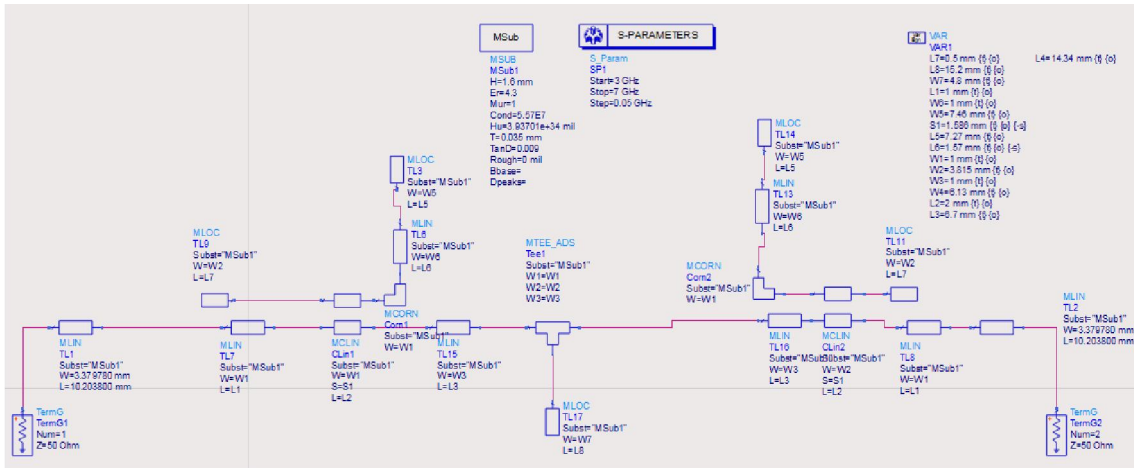 MSub
MSUB
MSub1
H=1.6 mm
Er=4.3
Mur=1
Cond=5.57E7
Hu=3.93701e+34 mil
T=0.035 mm
TanD=0.009
Rough=0 mil
Bbase=
Dpeaks=
S-PARAMETERS
S_Param
SP1
Start=3 GHz
Stop=7 GHz
Step=0.05 GHz
VAR
VAR1
L7=0.5 mm {t} {o}
L8=15.2 mm {t} {o}
W7=4.8 mm {t} {o}
L1=1 mm {t} {o}
W6=1 mm {t} {o}
W5=7.46 mm {t} {o}
S1=1.586 mm {t} {o} {-s}
L5=7.27 mm {t} {o}
L6=1.57 mm {t} {o} {-s}
W1=1 mm {t} {o}
W2=3.815 mm {t} {o}
W3=1 mm {t} {o}
W4=6.13 mm {t} {o}
L2=2 mm {t} {o}
L3=6.7 mm {t} {o}
L4=14.34 mm {t} {o}
MLOC
TL3
Subst="MSub1"
W=W5
L=L5
MLIN
TL6
Subst="MSub1"
W=W6
L=L6
MLOC
TL9
Subst="MSub1"
W=W2
L=L7
MCORN
Corn1
Subst="MSub1"
W=W1
MTEE_ADS
Tee1
Subst="MSub1"
W1=W1
W2=W2
W3=W3
MLOC
TL14
Subst="MSub1"
W=W5
L=L5
MLIN
TL13
Subst="MSub1"
W=W6
L=L6
MCORN
Corn2
Subst="MSub1"
W=W1
MLOC
TL11
Subst="MSub1"
W=W2
L=L7
MLIN
TL2
Subst="MSub1"
W=3.379780 mm
L=10.203800 mm
MLIN
TL1
Subst="MSub1"
W=3.379780 mm
L=10.203800 mm
MLIN
TL7
Subst="MSub1"
W=W1
L=L1
MCLIN
CLin1
Subst="MSub1"
W=W1
S=S1
L=L2
MLIN
TL15
Subst="MSub1"
W=W3
L=L3
MLOC
TL17
Subst="MSub1"
W=W7
L=L8
MLIN
TL16
Subst="MSub1"
W=W3
L=L3
MCLIN
CLin2
Subst="MSub1"
W=W2
S=S1
L=L2
MLIN
TL8
Subst="MSub1"
W=W1
L=L1
TermG
TermG1
Num=1
Z=50 Ohm
TermG
TermG2
Num=2
Z=50 Ohm